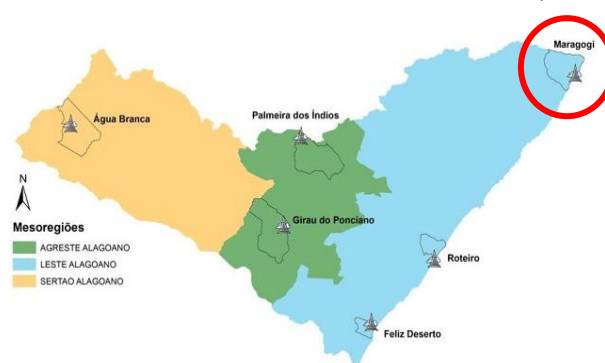 Maragogi
Água Branca
Palmeira dos Índios
N
Girau do Ponciano
Mesoregiões
AGRESTE ALAGOANO
LESTE ALAGOANO
SERTAO ALAGOANO
Roteiro
Feliz Deserto